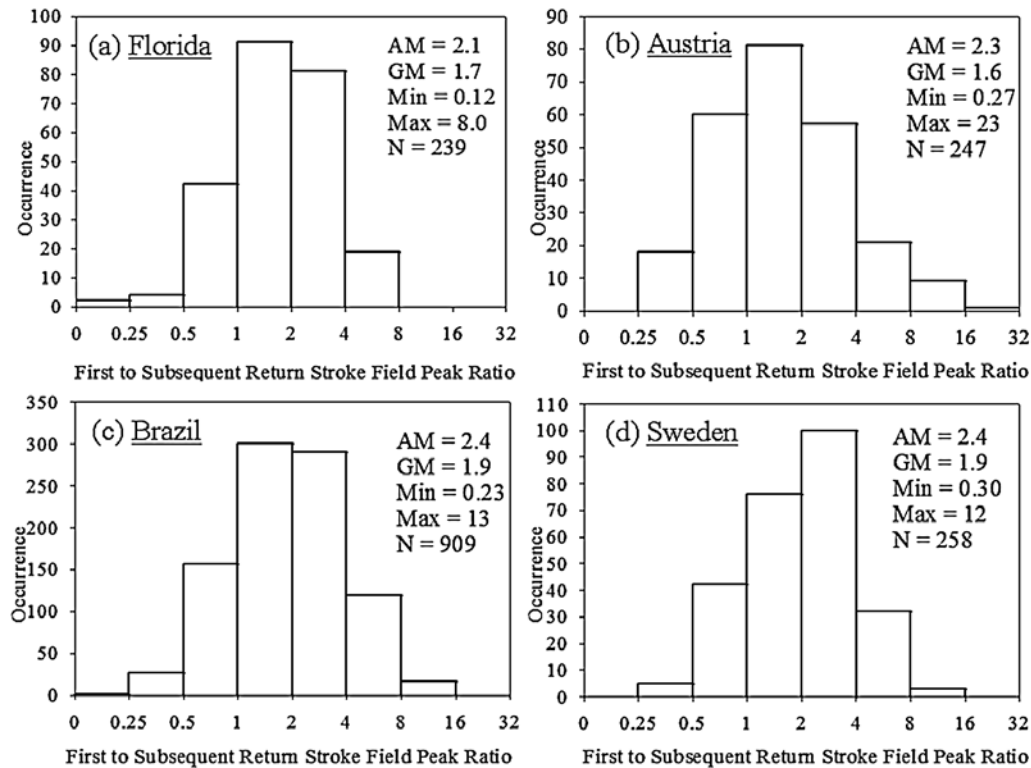 (a) Florida
AM = 2.1
GM = 1.7
Min = 0.12
Max = 8.0
N = 239
Occurrence
100
90
80
70
60
50
40
30
20
10
0
0 0.25 0.5 1 2 4 8 16 32
First to Subsequent Return Stroke Field Peak Ratio
(b) Austria
AM = 2.3
GM = 1.6
Min = 0.27
Max = 23
N = 247
Occurrence
90
80
70
60
50
40
30
20
10
0
0 0.25 0.5 1 2 4 8 16 32
First to Subsequent Return Stroke Field Peak Ratio
(c) Brazil
AM = 2.4
GM = 1.9
Min = 0.23
Max = 13
N = 909
Occurrence
350
300
250
200
150
100
50
0
0 0.25 0.5 1 2 4 8 16 32
First to Subsequent Return Stroke Field Peak Ratio
(d) Sweden
AM = 2.4
GM = 1.9
Min = 0.30
Max = 12
N = 258
Occurrence
110
100
90
80
70
60
50
40
30
20
10
0
0 0.25 0.5 1 2 4 8 16 32
First to Subsequent Return Stroke Field Peak Ratio